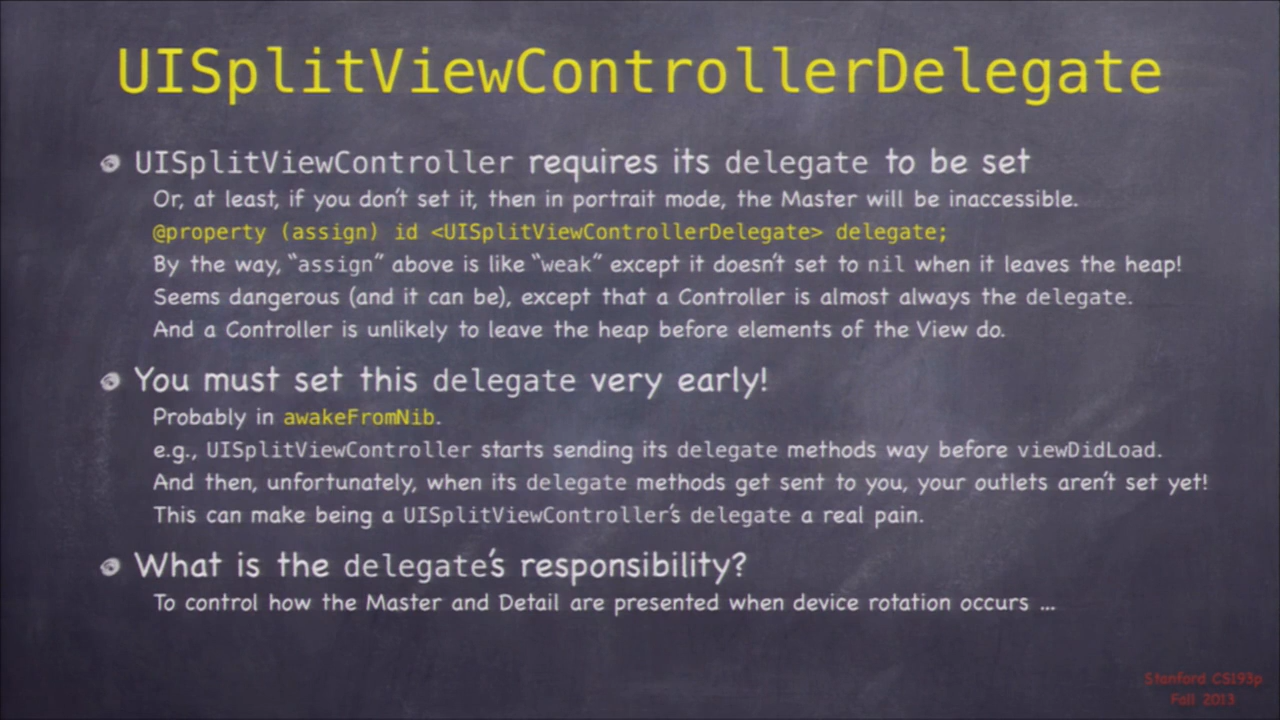 UISplitViewControllerDelegate
UISplitViewController requires its delegate to be set
Or, at least, if you don't set it, then in portrait mode, the Master will be inaccessible.
@property (assign) id <UISplitViewControllerDelegate> delegate;
By the way, “assign” above is like “weak” except it doesn't set to nil when it leaves the heap!
Seems dangerous (and it can be), except that a Controller is almost always the delegate.
And a Controller is unlikely to leave the heap before elements of the View do.
You must set this delegate very early!
Probably in awakeFromNib.
e.g., UISplitViewController starts sending its delegate methods way before viewDidLoad.
And then, unfortunately, when its delegate methods get sent to you, your outlets aren't set yet!
This can make being a UISplitViewController's delegate a real pain.
What is the delegate's responsibility?
To control how the Master and Detail are presented when device rotation occurs ...
Stanford CS193p
Fall 2013